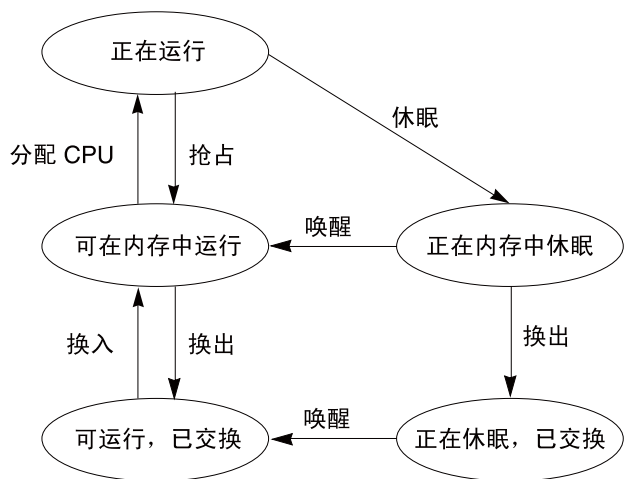 正在运行
休眠
分配 CPU
抢占
唤醒
可在内存中运行
正在内存中休眠
换入
换出
换出
唤醒
可运行，已交换
正在休眠，已交换